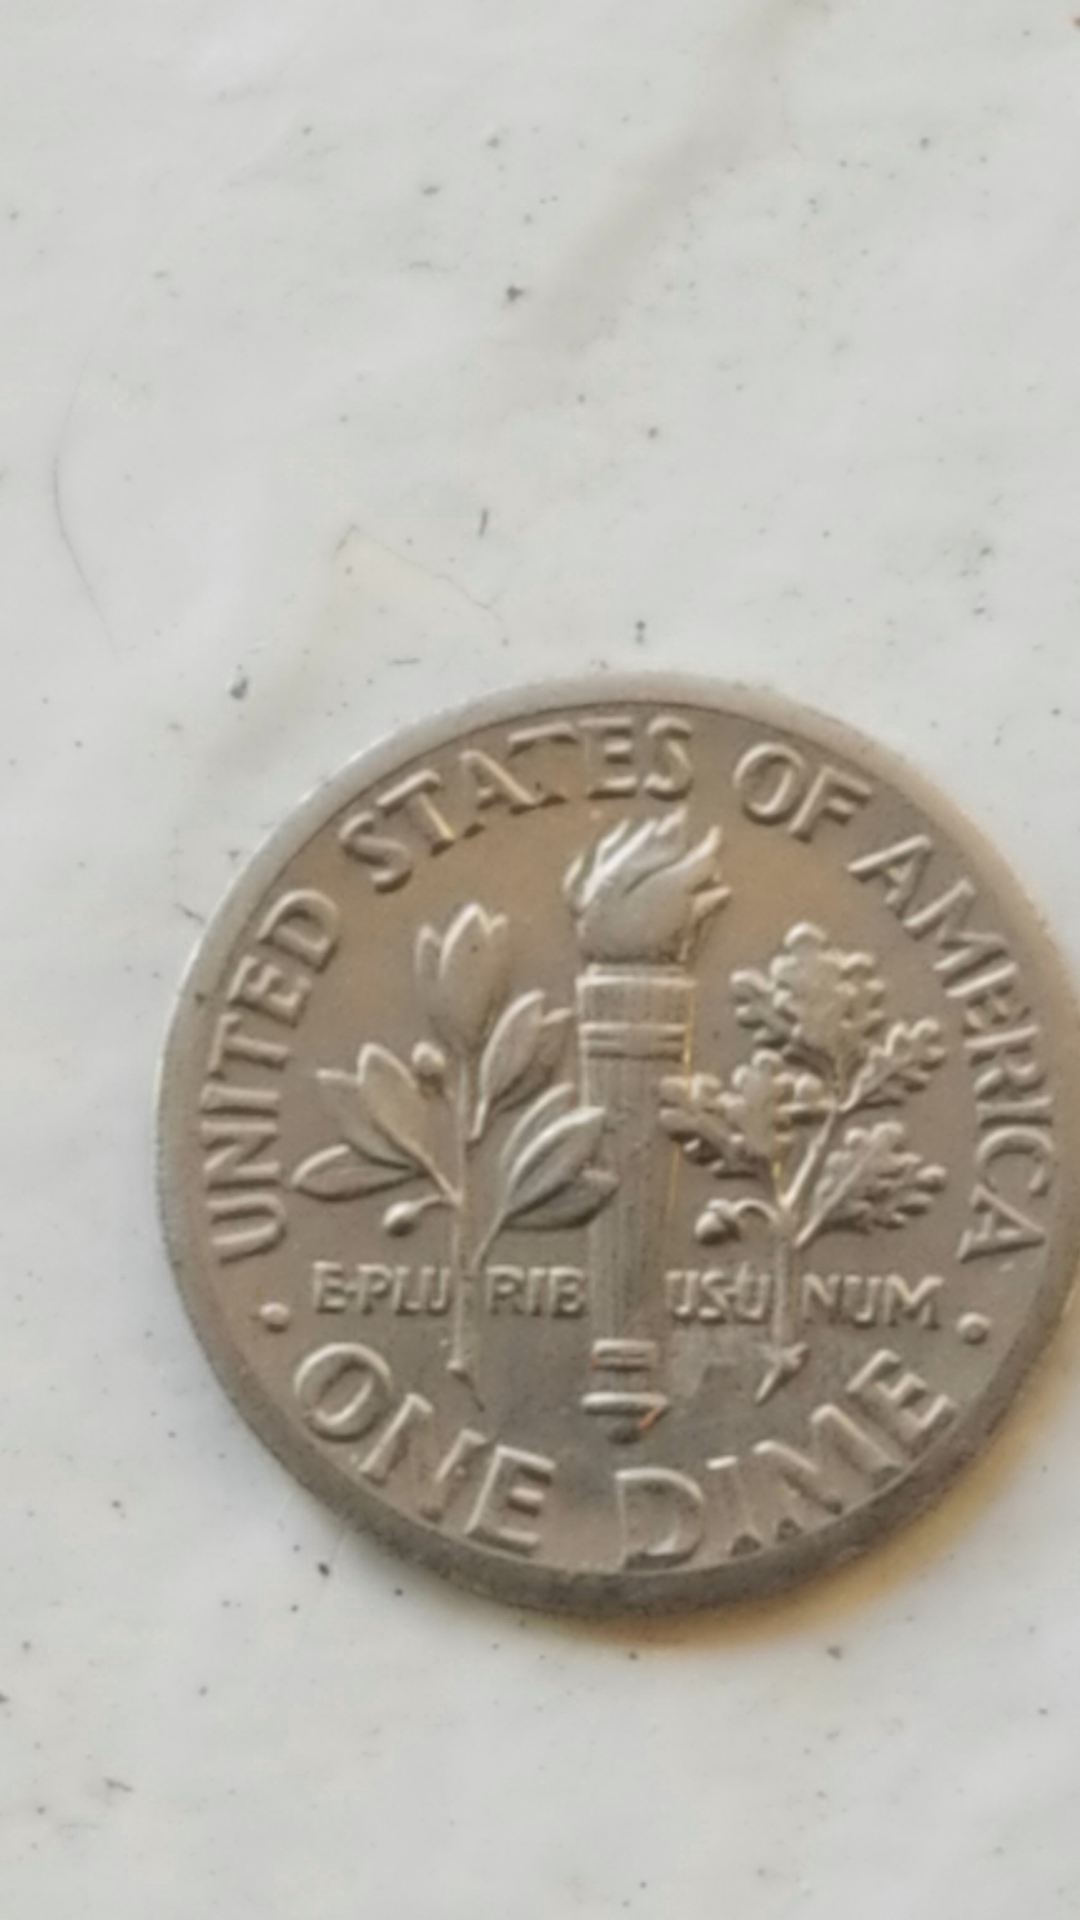 UNITED STATES OF AMERICA
E·PLURIBUS·UNUM
· ONE DIME ·